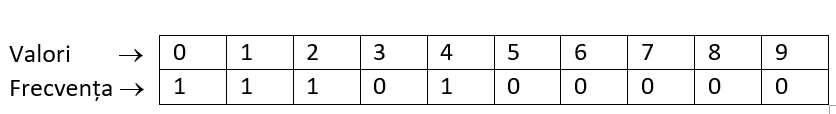 Valori → 0 1 2 3 4 5 6 7 8 9
Frecvența → 1 1 1 0 1 0 0 0 0 0